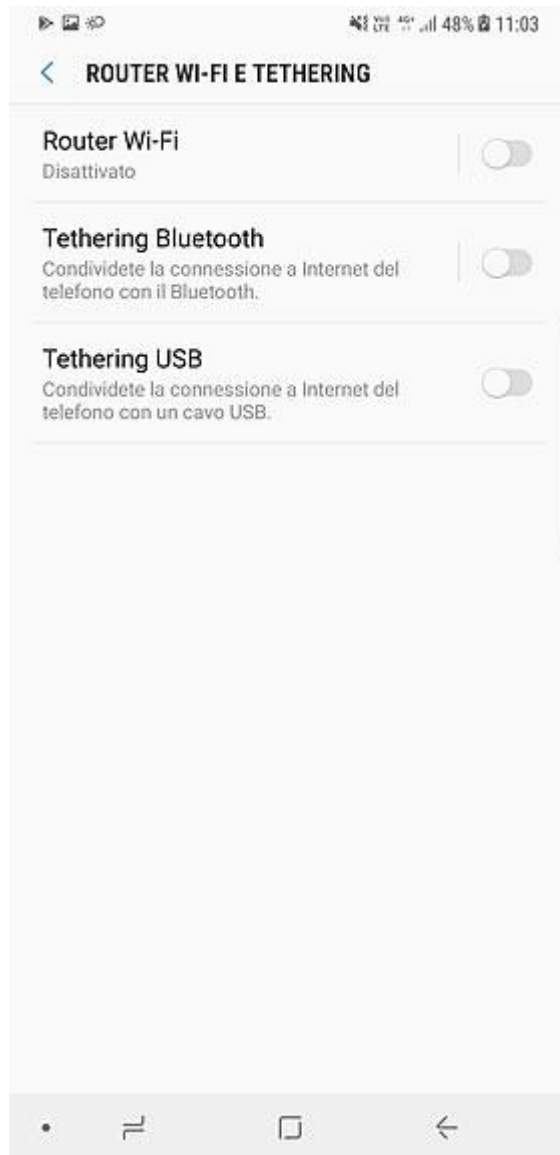 48% 11:03
ROUTER WI-FI E TETHERING
Router Wi-Fi
Disattivato
Tethering Bluetooth
Condividete la connessione a Internet del
telefono con il Bluetooth.
Tethering USB
Condividete la connessione a Internet del
telefono con un cavo USB.